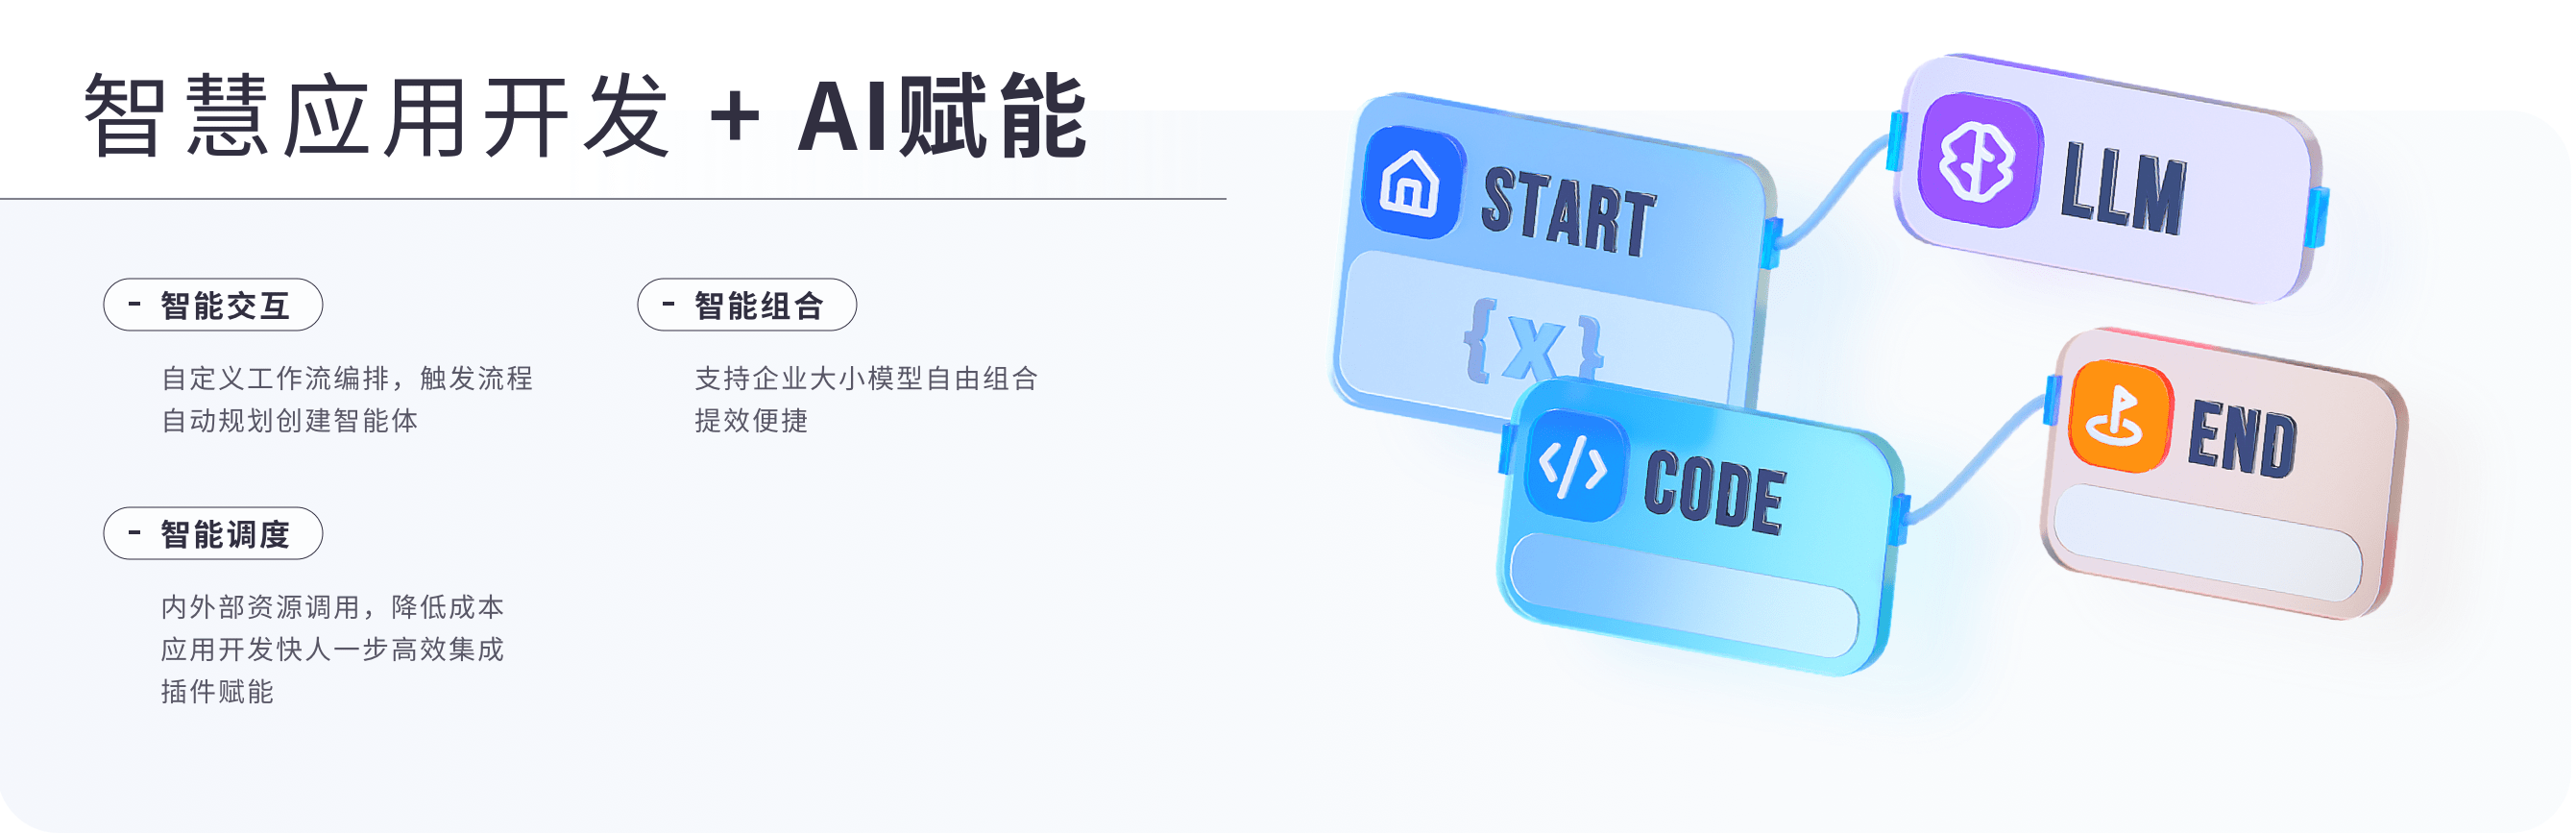 智慧应用开发 + AI赋能
- 智能交互
自定义工作流编排，触发流程
自动规划创建智能体
- 智能组合
支持企业大小模型自由组合
提效便捷
- 智能调度
内外部资源调用，降低成本
应用开发快人一步高效集成
插件赋能
START
{x}
LLM
CODE
</>
END